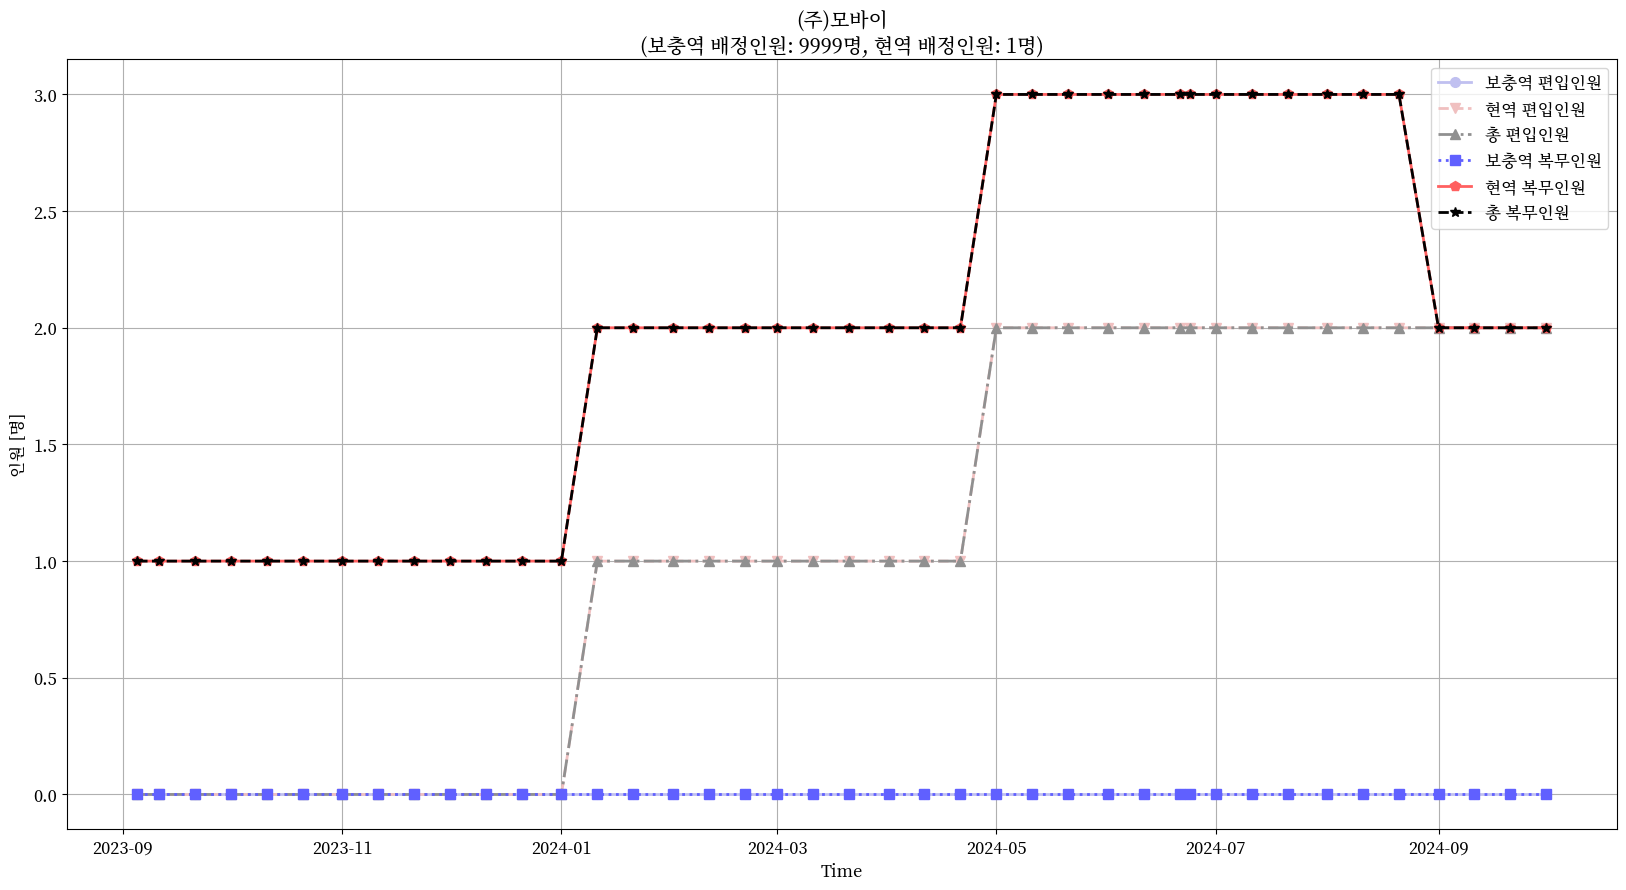 (주)모바이
(보충역 배정인원: 9999명, 현역 배정인원: 1명)
보충역 편입인원
현역 편입인원
총 편입인원
보충역 복무인원
현역 복무인원
총 복무인원
인원 [명]
3.0
2.5
2.0
1.5
1.0
0.5
0.0
2023-09 2023-11 2024-01 2024-03 2024-05 2024-07 2024-09
Time